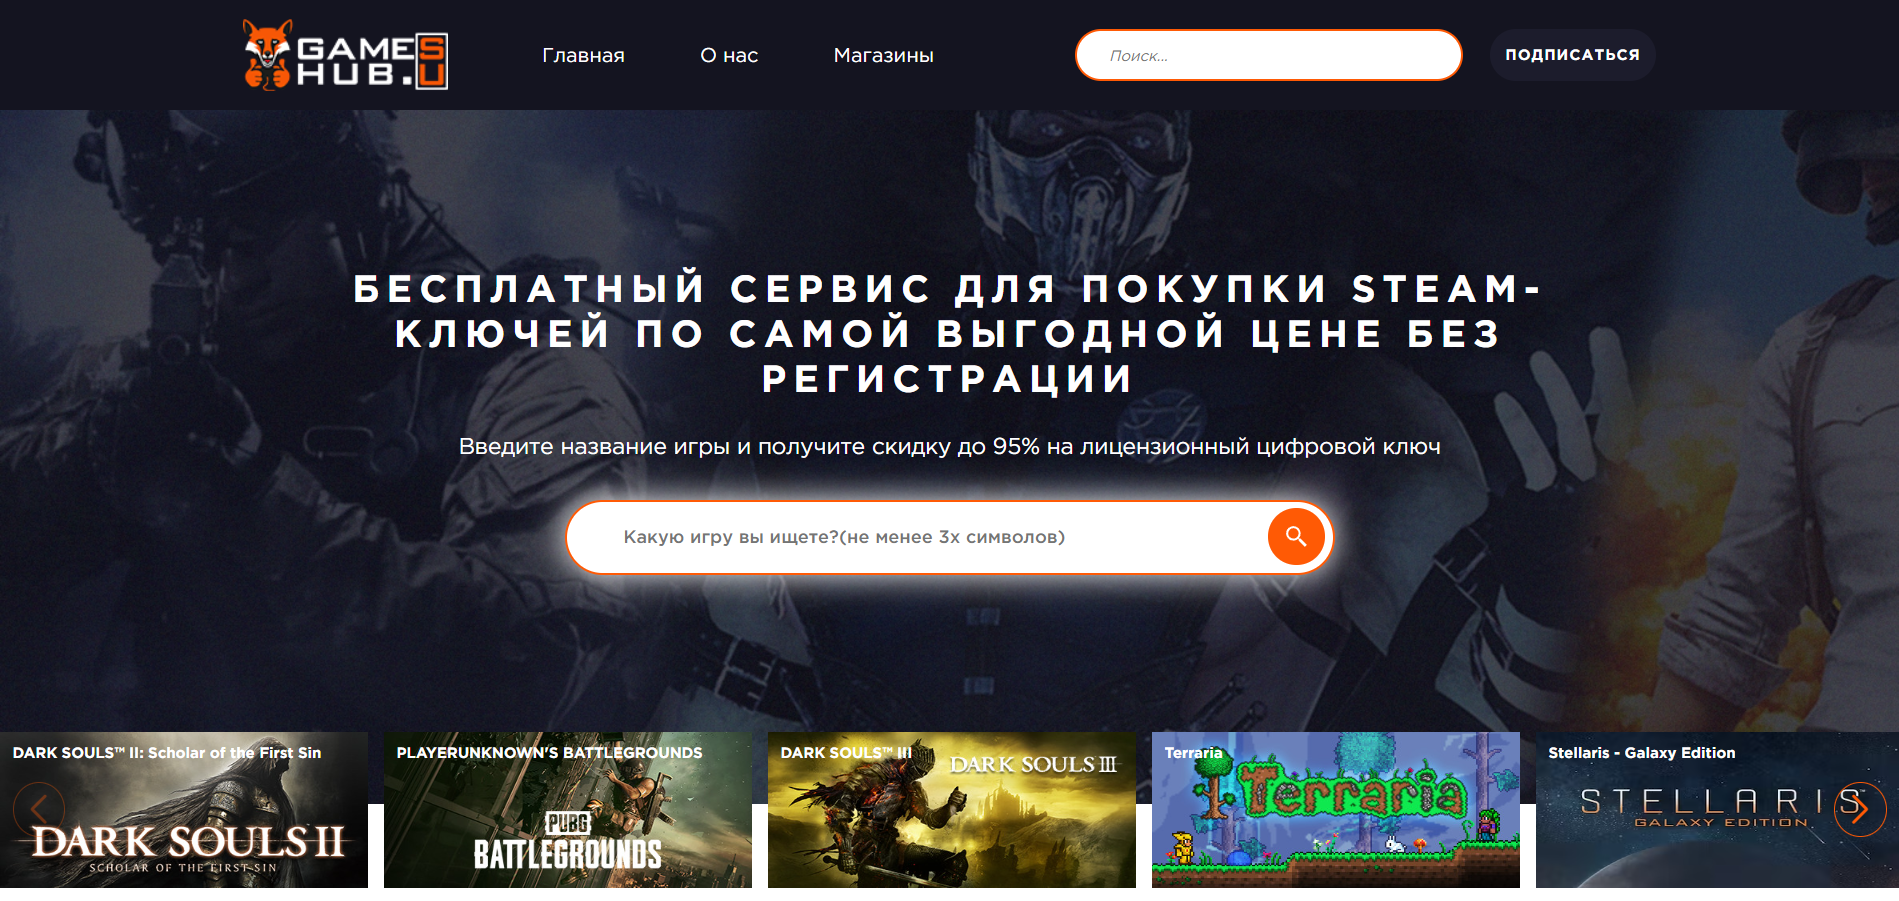 GAMES
HUB.U
Главная
О нас
Магазины
Поиск...
ПОДПИСАТЬСЯ
БЕСПЛАТНЫЙ СЕРВИС ДЛЯ ПОКУПКИ STEAM-
КЛЮЧЕЙ ПО САМОЙ ВЫГОДНОЙ ЦЕНЕ БЕЗ
РЕГИСТРАЦИИ
Введите название игры и получите скидку до 95% на лицензионный цифровой ключ
Какую игру вы ищете?(не менее 3х символов)
DARK SOULS™ II: Scholar of the First Sin
DARK SOULS II
SCHOLAR OF THE FIRST SIN
PLAYERUNKNOWN'S BATTLEGROUNDS
PUBG
BATTLEGROUNDS
DARK SOULS™ III
DARK SOULS III
Terraria
Terraria
Stellaris - Galaxy Edition
STELLARIS
GALAXY EDITION